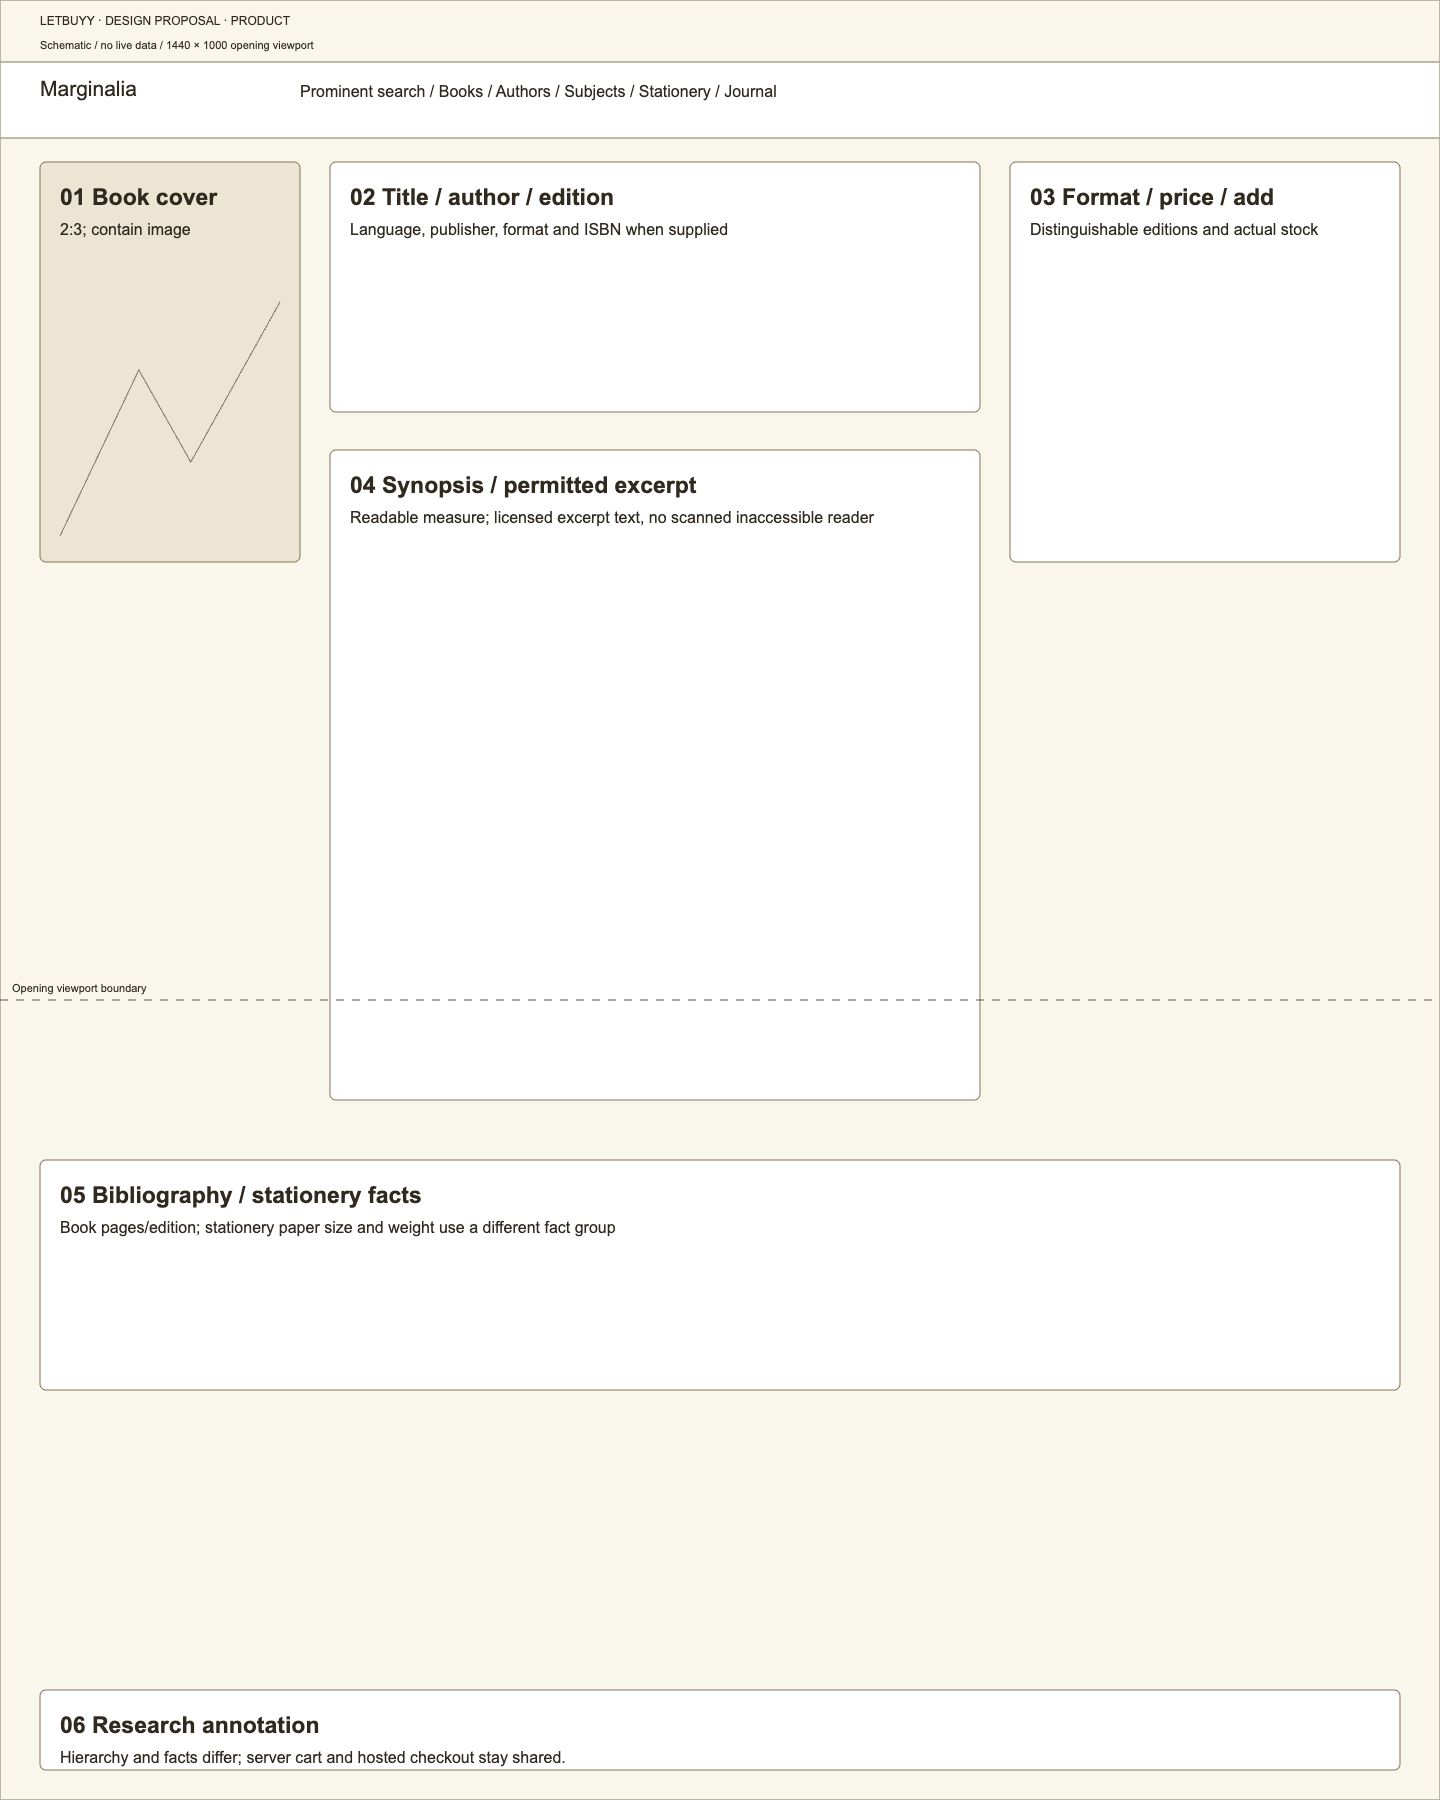 LETBUYY · DESIGN PROPOSAL · PRODUCT
Schematic / no live data / 1440 × 1000 opening viewport
Marginalia
Prominent search / Books / Authors / Subjects / Stationery / Journal
01 Book cover
2:3; contain image
02 Title / author / edition
Language, publisher, format and ISBN when supplied
03 Format / price / add
Distinguishable editions and actual stock
04 Synopsis / permitted excerpt
Readable measure; licensed excerpt text, no scanned inaccessible reader
Opening viewport boundary
05 Bibliography / stationery facts
Book pages/edition; stationery paper size and weight use a different fact group
06 Research annotation
Hierarchy and facts differ; server cart and hosted checkout stay shared.